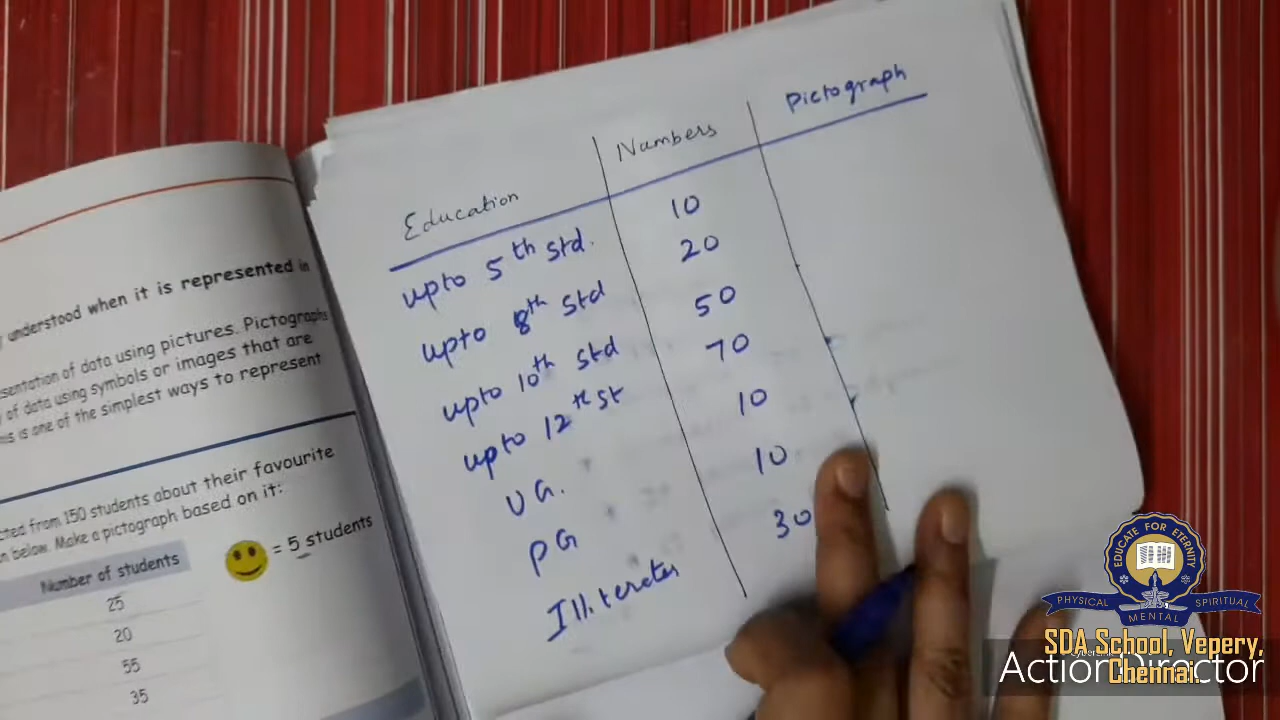 y understood when it is represented in
sentation of data using pictures. Pictographs
y of data using symbols or images that are
his is one of the simplest ways to represent
cted from 150 students about their favourite
n below. Make a pictograph based on it:
= 5 students
Number of students
25
20
55
35
Education Numbers Pictograph
upto 5th std. 10
upto 8th std 20
upto 10th std 50
upto 12th st 70
UG. 10
PG 10
Illiterates 30
EDUCATE FOR ETERNITY
PHYSICAL MENTAL SPIRITUAL
SDA School, Vepery,
Chennai.
ActionDirector